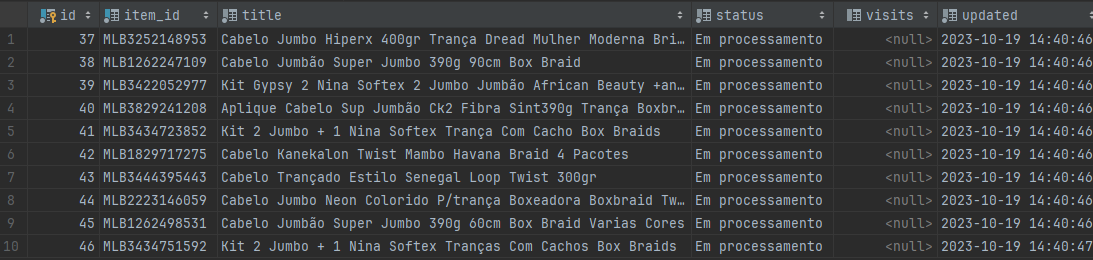 id item_id title status visits updated
1 37 MLB3252148953 Cabelo Jumbo Hiperx 400gr Trança Dread Mulher Moderna Bri… Em processamento <null> 2023-10-19 14:40:46
2 38 MLB1262247109 Cabelo Jumbão Super Jumbo 390g 90cm Box Braid Em processamento <null> 2023-10-19 14:40:46
3 39 MLB3422052977 Kit Gypsy 2 Nina Softex 2 Jumbo Jumbão African Beauty +an… Em processamento <null> 2023-10-19 14:40:46
4 40 MLB3829241208 Aplique Cabelo Sup Jumbão Ck2 Fibra Sint390g Trança Boxbr… Em processamento <null> 2023-10-19 14:40:46
5 41 MLB3434723852 Kit 2 Jumbo + 1 Nina Softex Trança Com Cacho Box Braids Em processamento <null> 2023-10-19 14:40:46
6 42 MLB1829717275 Cabelo Kanekalon Twist Mambo Havana Braid 4 Pacotes Em processamento <null> 2023-10-19 14:40:46
7 43 MLB3444395443 Cabelo Trançado Estilo Senegal Loop Twist 300gr Em processamento <null> 2023-10-19 14:40:46
8 44 MLB2223146059 Cabelo Jumbo Neon Colorido P/trança Boxeadora Boxbraid Tw… Em processamento <null> 2023-10-19 14:40:46
9 45 MLB1262498531 Cabelo Jumbão Super Jumbo 390g 60cm Box Braid Varias Cores Em processamento <null> 2023-10-19 14:40:46
10 46 MLB3434751592 Kit 2 Jumbo + 1 Nina Softex Tranças Com Cachos Box Braids Em processamento <null> 2023-10-19 14:40:47